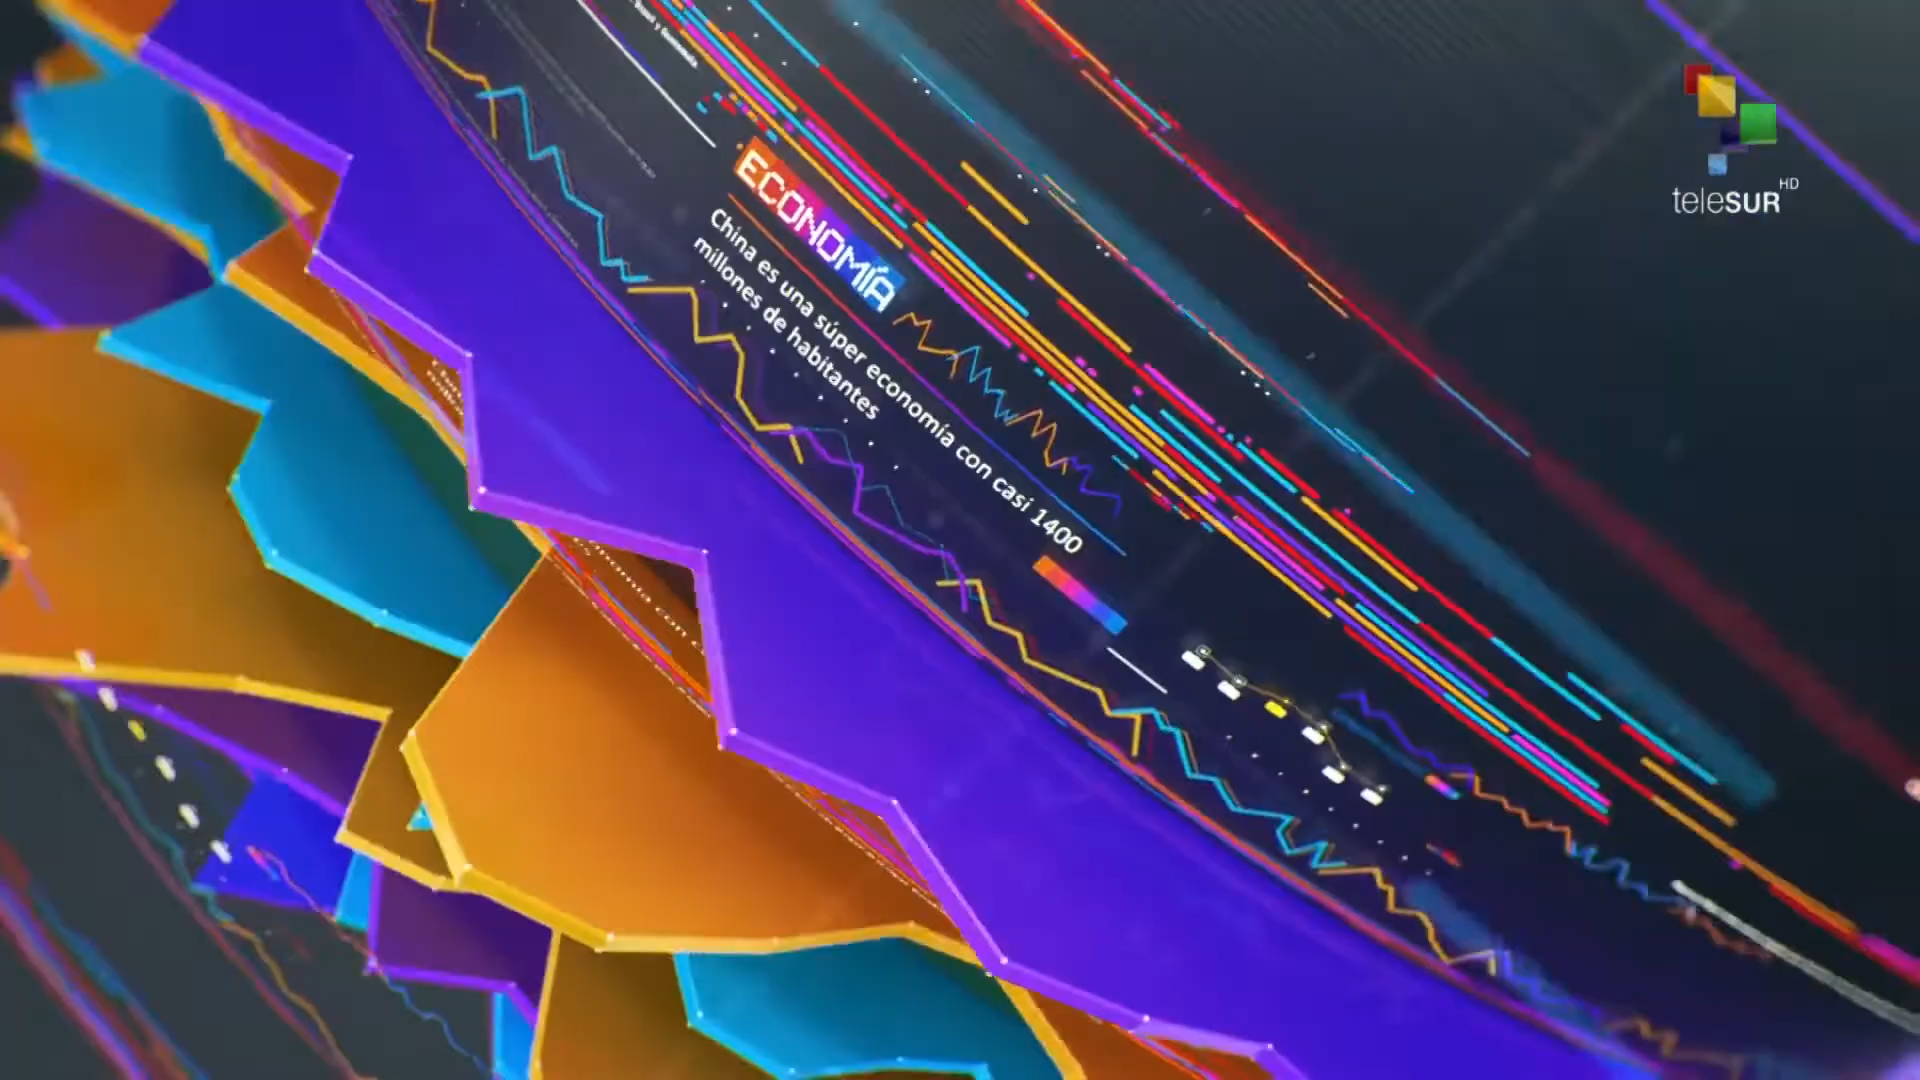 ECONOMÍA
China es una súper economía con casi 1400
millones de habitantes
teleSUR HD